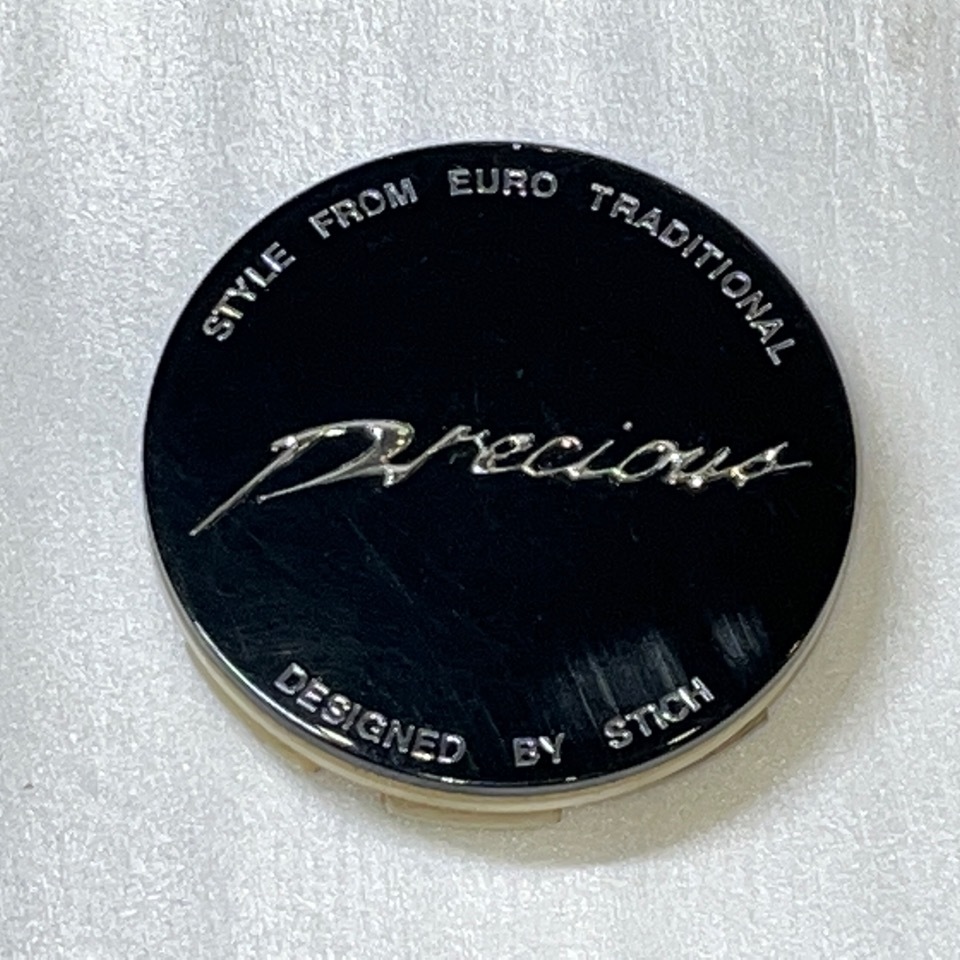 STYLE FROM EURO TRADITIONAL
Precious
DESIGNED BY STICH